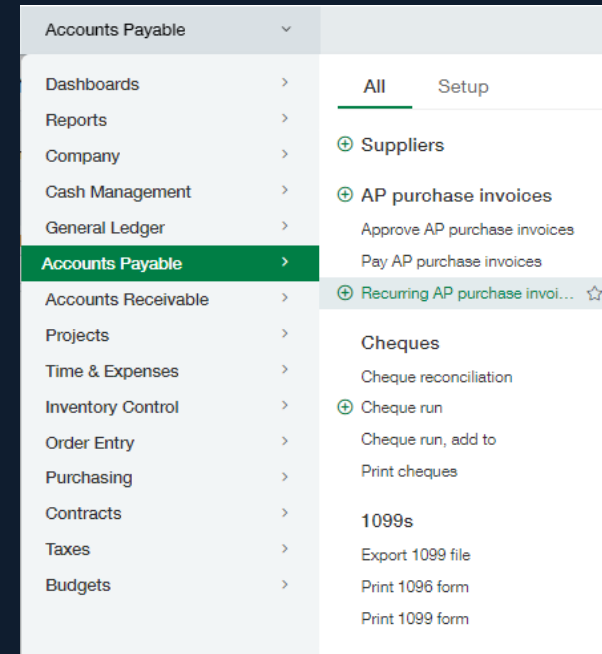 Accounts Payable
Dashboards
Reports
Company
Cash Management
General Ledger
Accounts Payable
Accounts Receivable
Projects
Time & Expenses
Inventory Control
Order Entry
Purchasing
Contracts
Taxes
Budgets
All Setup
Suppliers
AP purchase invoices
Approve AP purchase invoices
Pay AP purchase invoices
Recurring AP purchase invoi...
Cheques
Cheque reconciliation
Cheque run
Cheque run, add to
Print cheques
1099s
Export 1099 file
Print 1096 form
Print 1099 form